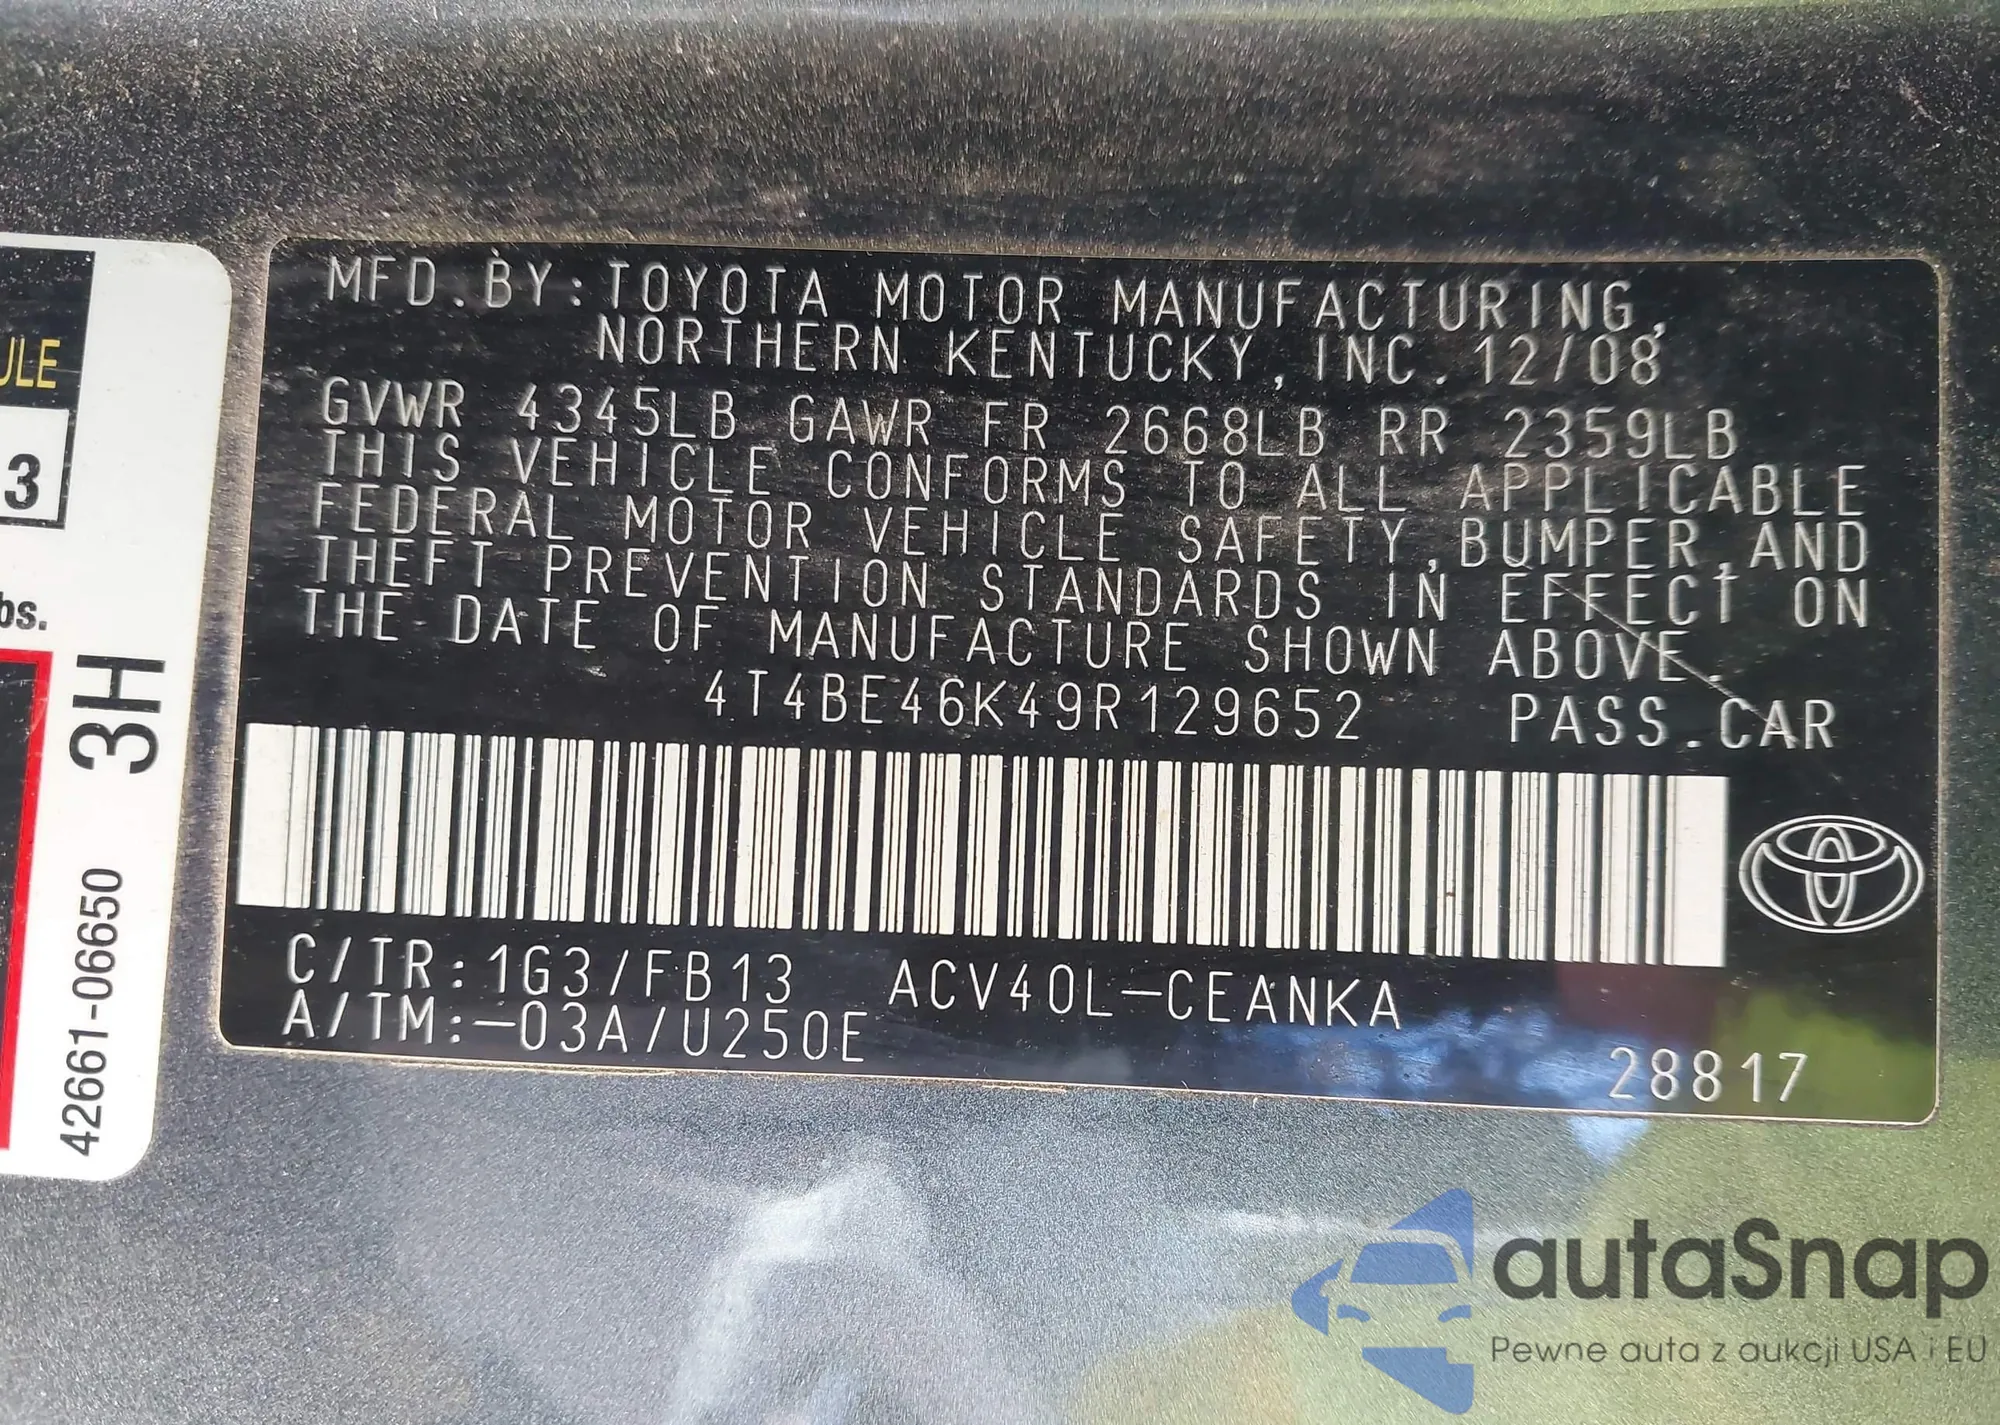 MFD.BY:TOYOTA MOTOR MANUFACTURING,
NORTHERN KENTUCKY, INC. 12/08
GVWR 4345LB GAWR FR 2668LB RR 2359LB
THIS VEHICLE CONFORMS TO ALL APPLICABLE
FEDERAL MOTOR VEHICLE SAFETY,BUMPER,AND
THEFT PREVENTION STANDARDS IN EFFECT ON
THE DATE OF MANUFACTURE SHOWN ABOVE.
4T4BE46K49R129652 PASS.CAR
C/TR:1G3/FB13 ACV40L-CEANKA
A/TM:-03A/U250E
28817
ULE
3
bs.
3H
42661-06650
autaSnap
Pewne auta z aukcji USA i EU